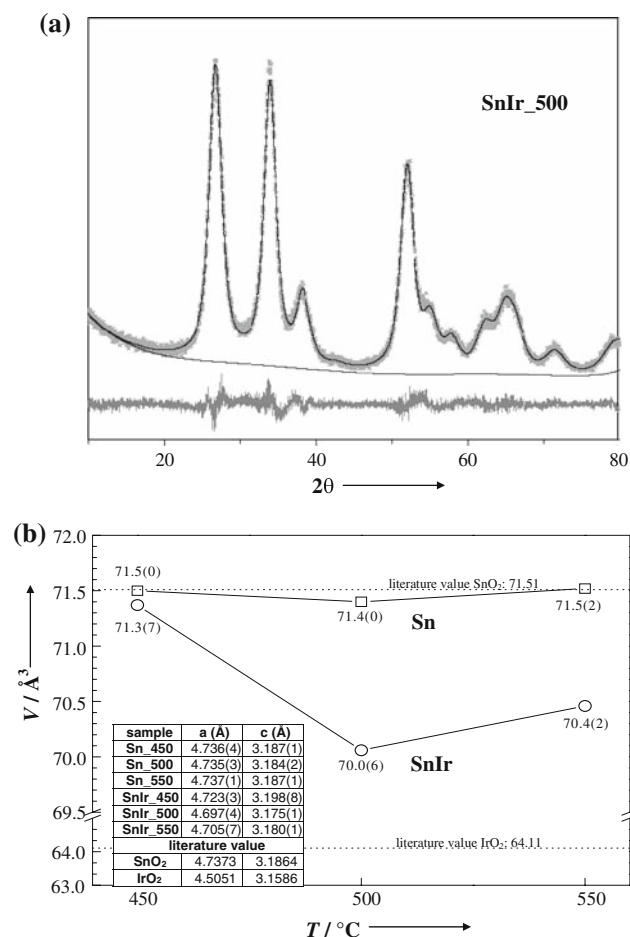 (a)
SnIr_500
20
40
60
80
2θ
(b)
72.0
71.5
71.0
70.5
70.0
69.5
64.0
63.0
V / Å³
71.5(0)
literature value SnO₂: 71.51
71.4(0)
Sn
71.5(2)
71.3(7)
70.0(6)
SnIr
70.4(2)
literature value IrO₂: 64.11
sample a (Å) c (Å)
Sn_450 4.736(4) 3.187(1)
Sn_500 4.735(3) 3.184(2)
Sn_550 4.737(1) 3.187(1)
SnIr_450 4.723(3) 3.198(8)
SnIr_500 4.697(4) 3.175(1)
SnIr_550 4.705(7) 3.180(1)
literature value
SnO₂ 4.7373 3.1864
IrO₂ 4.5051 3.1586
450
500
550
T / °C